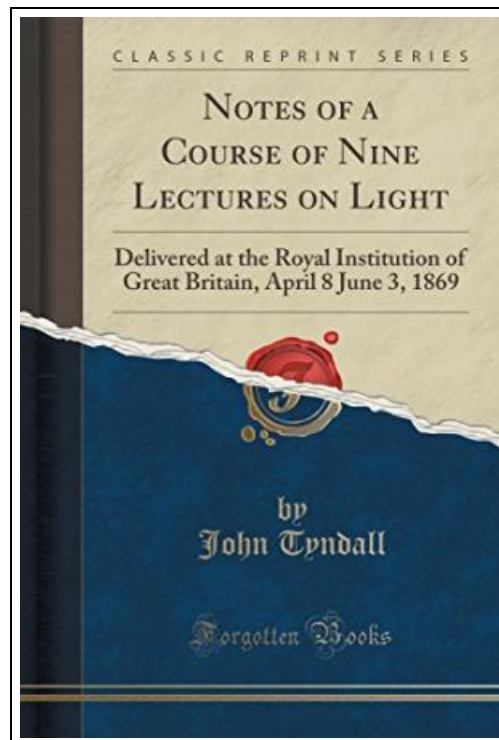 CLASSIC REPRINT SERIES
NOTES OF A
COURSE OF NINE
LECTURES ON LIGHT
Delivered at the Royal Institution of
Great Britain, April 8 June 3, 1869
by
John Tyndall
Forgotten Books